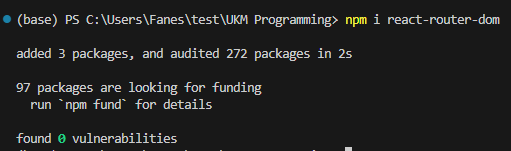 (base) PS C:\Users\Fanes\test\UKM Programming> npm i react-router-dom
added 3 packages, and audited 272 packages in 2s
97 packages are looking for funding
run `npm fund` for details
found 0 vulnerabilities